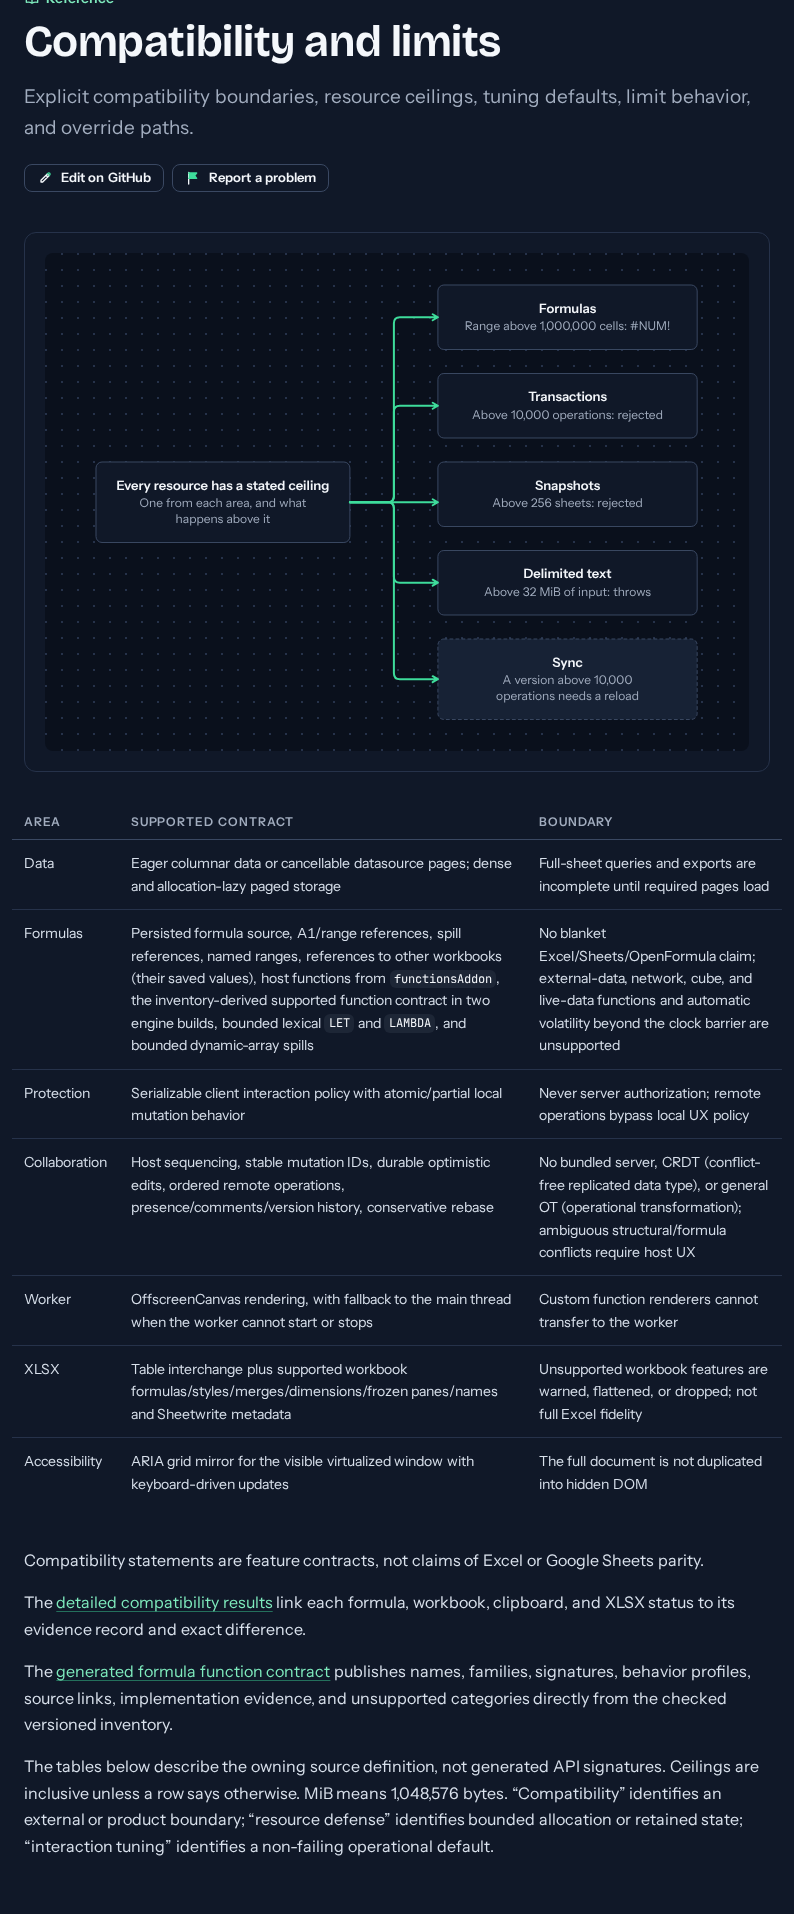 Reference
Compatibility and limits
Explicit compatibility boundaries, resource ceilings, tuning defaults, limit behavior,
and override paths.
Edit on GitHub
Report a problem
Every resource has a stated ceiling
One from each area, and what
happens above it
Formulas
Range above 1,000,000 cells: #NUM!
Transactions
Above 10,000 operations: rejected
Snapshots
Above 256 sheets: rejected
Delimited text
Above 32 MiB of input: throws
Sync
A version above 10,000
operations needs a reload
AREA SUPPORTED CONTRACT BOUNDARY
Data
Eager columnar data or cancellable datasource pages; dense
and allocation-lazy paged storage
Full-sheet queries and exports are
incomplete until required pages load
Formulas
Persisted formula source, A1/range references, spill
references, named ranges, references to other workbooks
(their saved values), host functions from functionsAddon,
the inventory-derived supported function contract in two
engine builds, bounded lexical LET and LAMBDA, and
bounded dynamic-array spills
No blanket
Excel/Sheets/OpenFormula claim;
external-data, network, cube, and
live-data functions and automatic
volatility beyond the clock barrier are
unsupported
Protection
Serializable client interaction policy with atomic/partial local
mutation behavior
Never server authorization; remote
operations bypass local UX policy
Collaboration
Host sequencing, stable mutation IDs, durable optimistic
edits, ordered remote operations,
presence/comments/version history, conservative rebase
No bundled server, CRDT (conflict-
free replicated data type), or general
OT (operational transformation);
ambiguous structural/formula
conflicts require host UX
Worker
OffscreenCanvas rendering, with fallback to the main thread
when the worker cannot start or stops
Custom function renderers cannot
transfer to the worker
XLSX
Table interchange plus supported workbook
formulas/styles/merges/dimensions/frozen panes/names
and Sheetwrite metadata
Unsupported workbook features are
warned, flattened, or dropped; not
full Excel fidelity
Accessibility
ARIA grid mirror for the visible virtualized window with
keyboard-driven updates
The full document is not duplicated
into hidden DOM
Compatibility statements are feature contracts, not claims of Excel or Google Sheets parity.
The detailed compatibility results link each formula, workbook, clipboard, and XLSX status to its
evidence record and exact difference.
The generated formula function contract publishes names, families, signatures, behavior profiles,
source links, implementation evidence, and unsupported categories directly from the checked
versioned inventory.
The tables below describe the owning source definition, not generated API signatures. Ceilings are
inclusive unless a row says otherwise. MiB means 1,048,576 bytes. “Compatibility” identifies an
external or product boundary; “resource defense” identifies bounded allocation or retained state;
“interaction tuning” identifies a non-failing operational default.